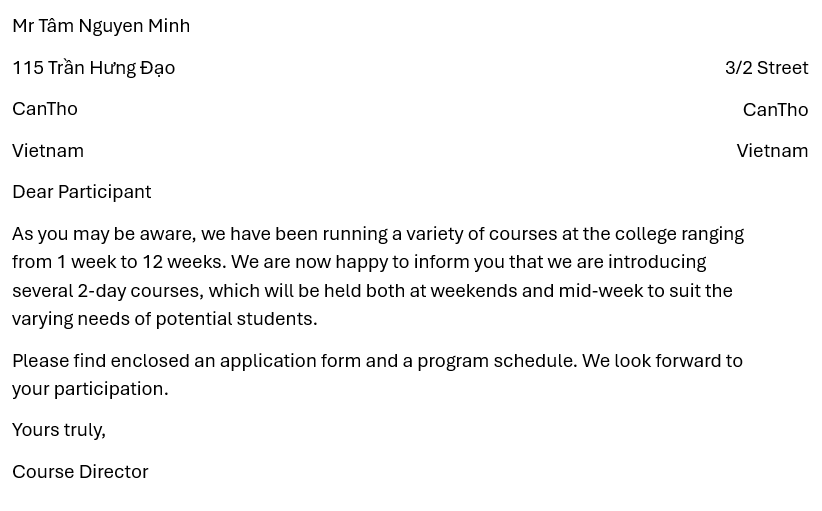 Mr Tâm Nguyen Minh
115 Trần Hưng Đạo 3/2 Street
CanTho CanTho
Vietnam Vietnam
Dear Participant
As you may be aware, we have been running a variety of courses at the college ranging
from 1 week to 12 weeks. We are now happy to inform you that we are introducing
several 2-day courses, which will be held both at weekends and mid-week to suit the
varying needs of potential students.
Please find enclosed an application form and a program schedule. We look forward to
your participation.
Yours truly,
Course Director